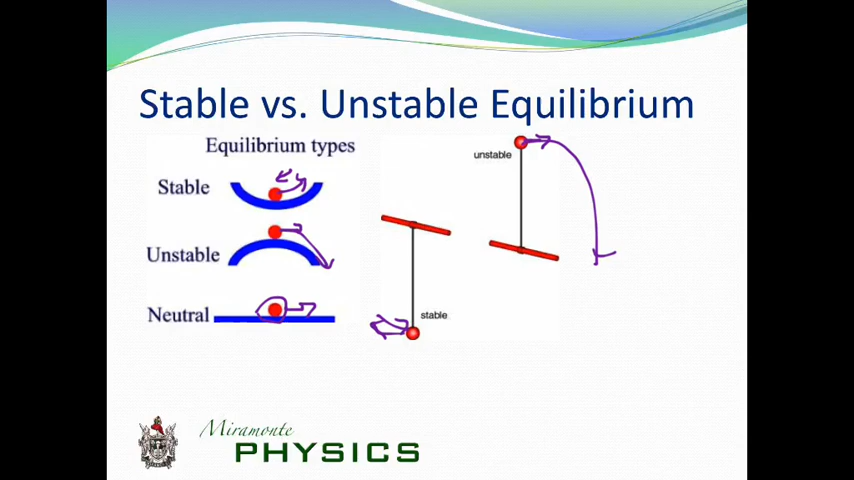 Stable vs. Unstable Equilibrium
Equilibrium types
Stable
Unstable
Neutral
unstable
stable
Miramonte
PHYSICS